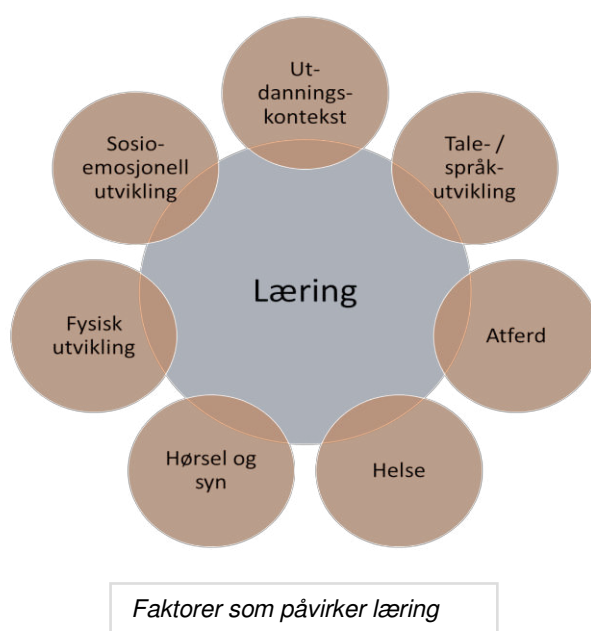 Ut-
dannings-
kontekst
Tale- /
språk-
utvikling
Atferd
Helse
Hørsel og
syn
Fysisk
utvikling
Sosio-
emosjonell
utvikling
Læring
Faktorer som påvirker læring